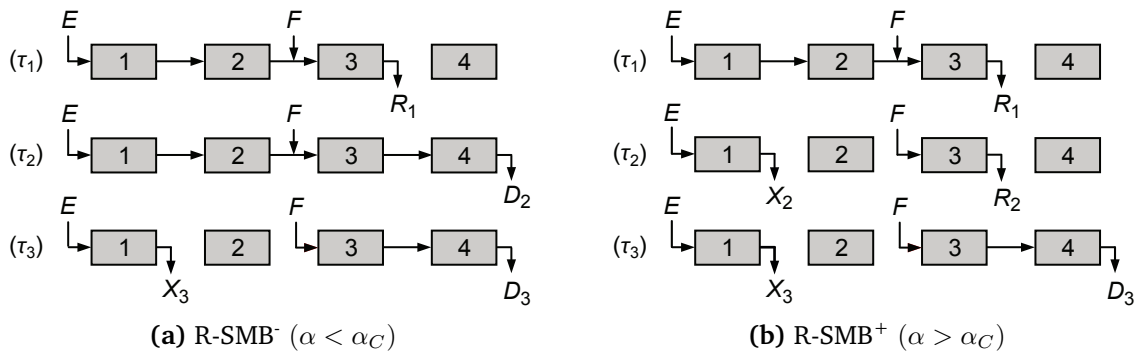 E F
(τ1) 1 2 3 4
R1
E F
(τ2) 1 2 3 4
D2
E F
(τ3) 1 2 3 4
X3 D3
(a) R-SMB⁻ (α < αC)
E F
(τ1) 1 2 3 4
R1
E F
(τ2) 1 2 3 4
X2 R2
E F
(τ3) 1 2 3 4
X3 D3
(b) R-SMB⁺ (α > αC)